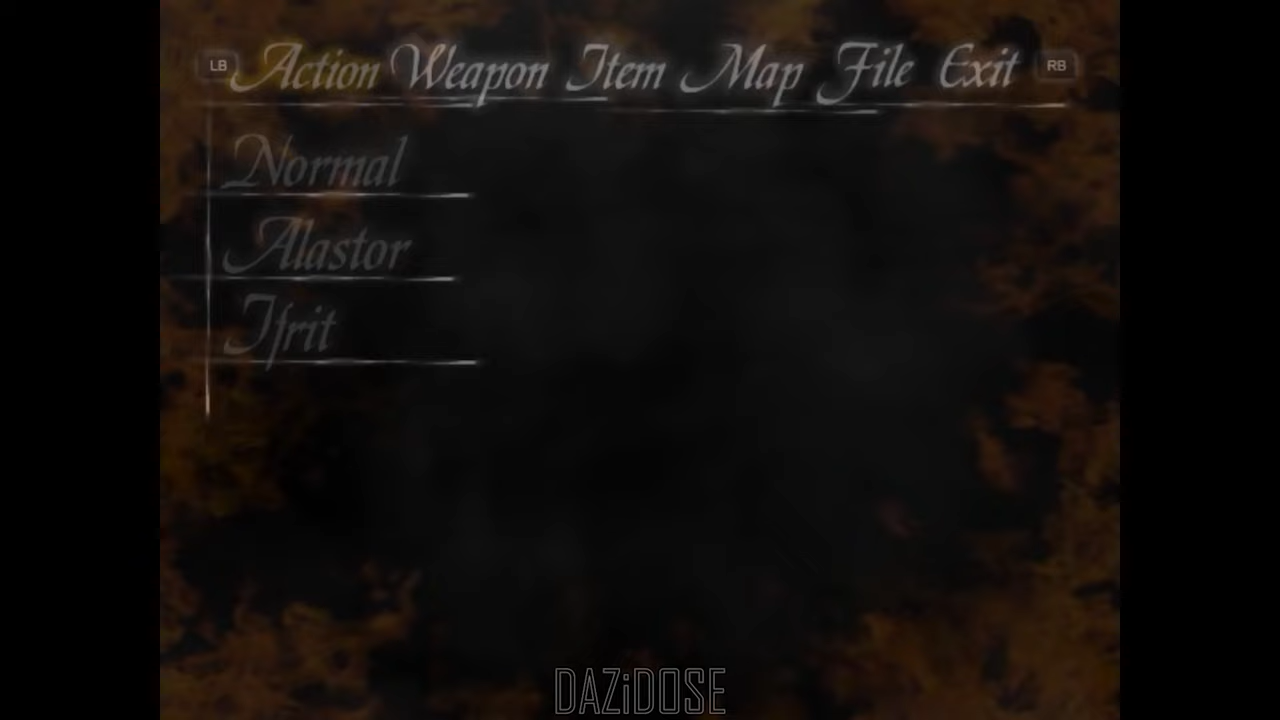 LB Action Weapon Item Map File Exit RB
Normal
Alastor
Ifrit
DAZiDOSE